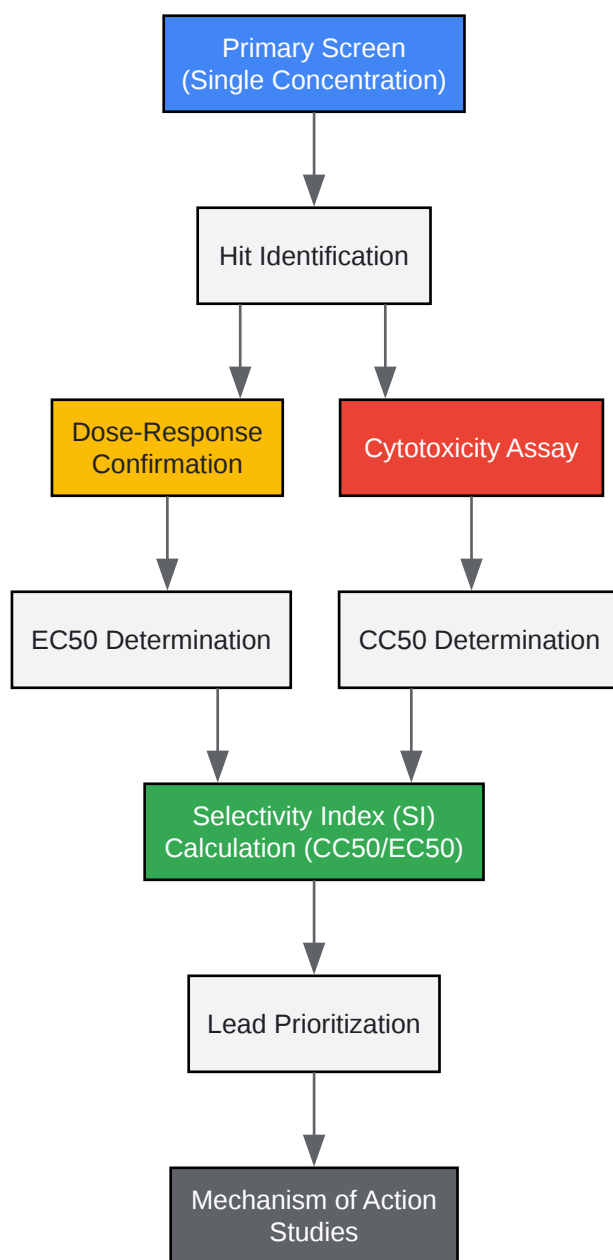 Primary Screen
(Single Concentration)
Hit Identification
Dose-Response
Confirmation
Cytotoxicity Assay
EC50 Determination
CC50 Determination
Selectivity Index (SI)
Calculation (CC50/EC50)
Lead Prioritization
Mechanism of Action
Studies